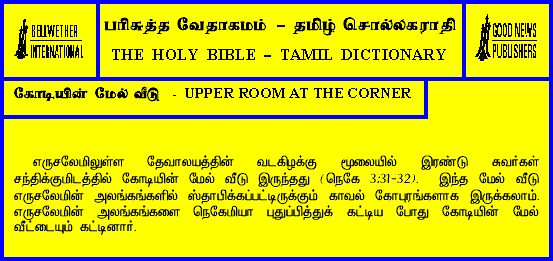 BELLWETHER
INTERNATIONAL
பரிசுத்த வேதாகமம் – தமிழ் சொல்லகராதி
THE HOLY BIBLE – TAMIL DICTIONARY
GOOD NEWS
PUBLISHERS
கோடியின் மேல் வீடு - UPPER ROOM AT THE CORNER
எருசலேமிலுள்ள தேவாலயத்தின் வடகிழக்கு மூலையில் இரண்டு சுவர்கள்
சந்திக்குமிடத்தில் கோடியின் மேல் வீடு இருந்தது (நெகே 3:31-32). இந்த மேல் வீடு
எருசலேமின் அலங்கங்களில் ஸ்தாபிக்கப்பட்டிருக்கும் காவல் கோபுரங்களாக இருக்கலாம்.
எருசலேமின் அலங்கங்களை நெகேமியா புதுப்பித்துக் கட்டிய போது கோடியின் மேல்
வீட்டையும் கட்டினார்.